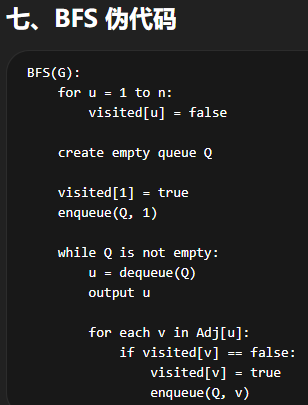 七、BFS 伪代码
BFS(G):
    for u = 1 to n:
        visited[u] = false

    create empty queue Q

    visited[1] = true
    enqueue(Q, 1)

    while Q is not empty:
        u = dequeue(Q)
        output u

        for each v in Adj[u]:
            if visited[v] == false:
                visited[v] = true
                enqueue(Q, v)